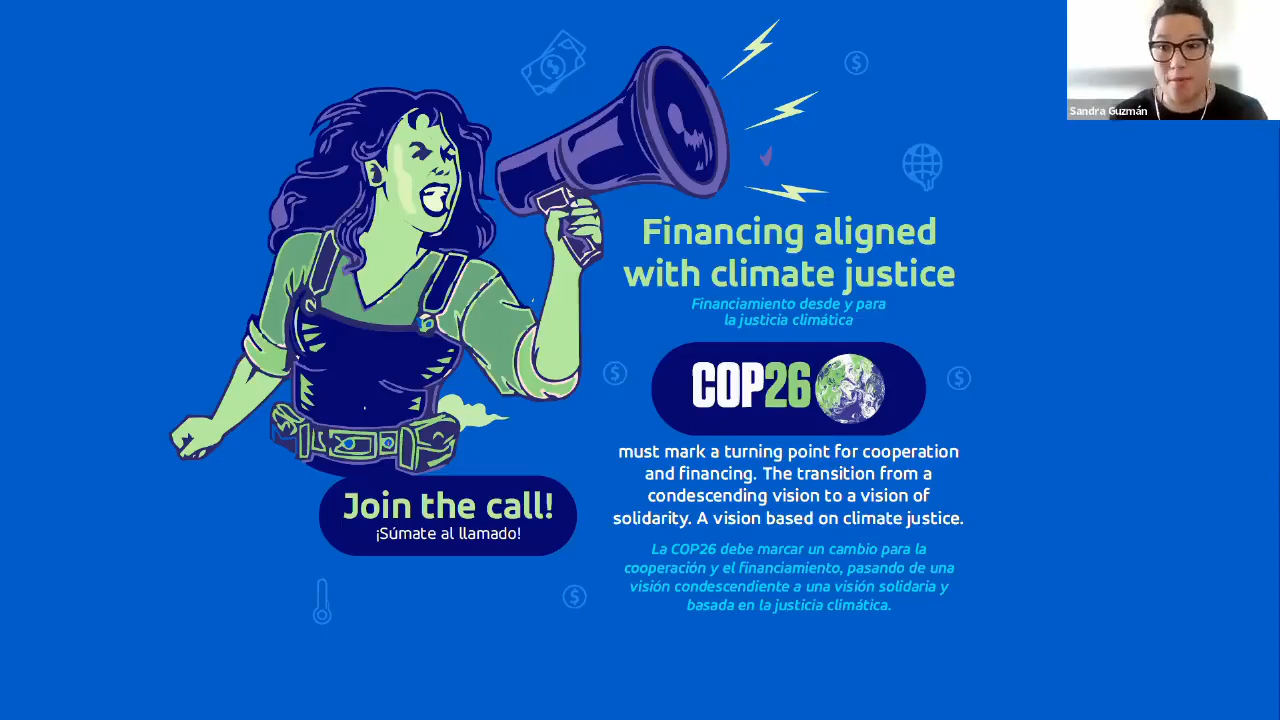 Sandra Guzmán
Financing aligned
with climate justice
Financiamiento desde y para
la justicia climática
COP26
must mark a turning point for cooperation
and financing. The transition from a
condescending vision to a vision of
solidarity. A vision based on climate justice.
La COP26 debe marcar un cambio para la
cooperación y el financiamiento, pasando de una
visión condescendiente a una visión solidaria y
basada en la justicia climática.
Join the call!
¡Súmate al llamado!